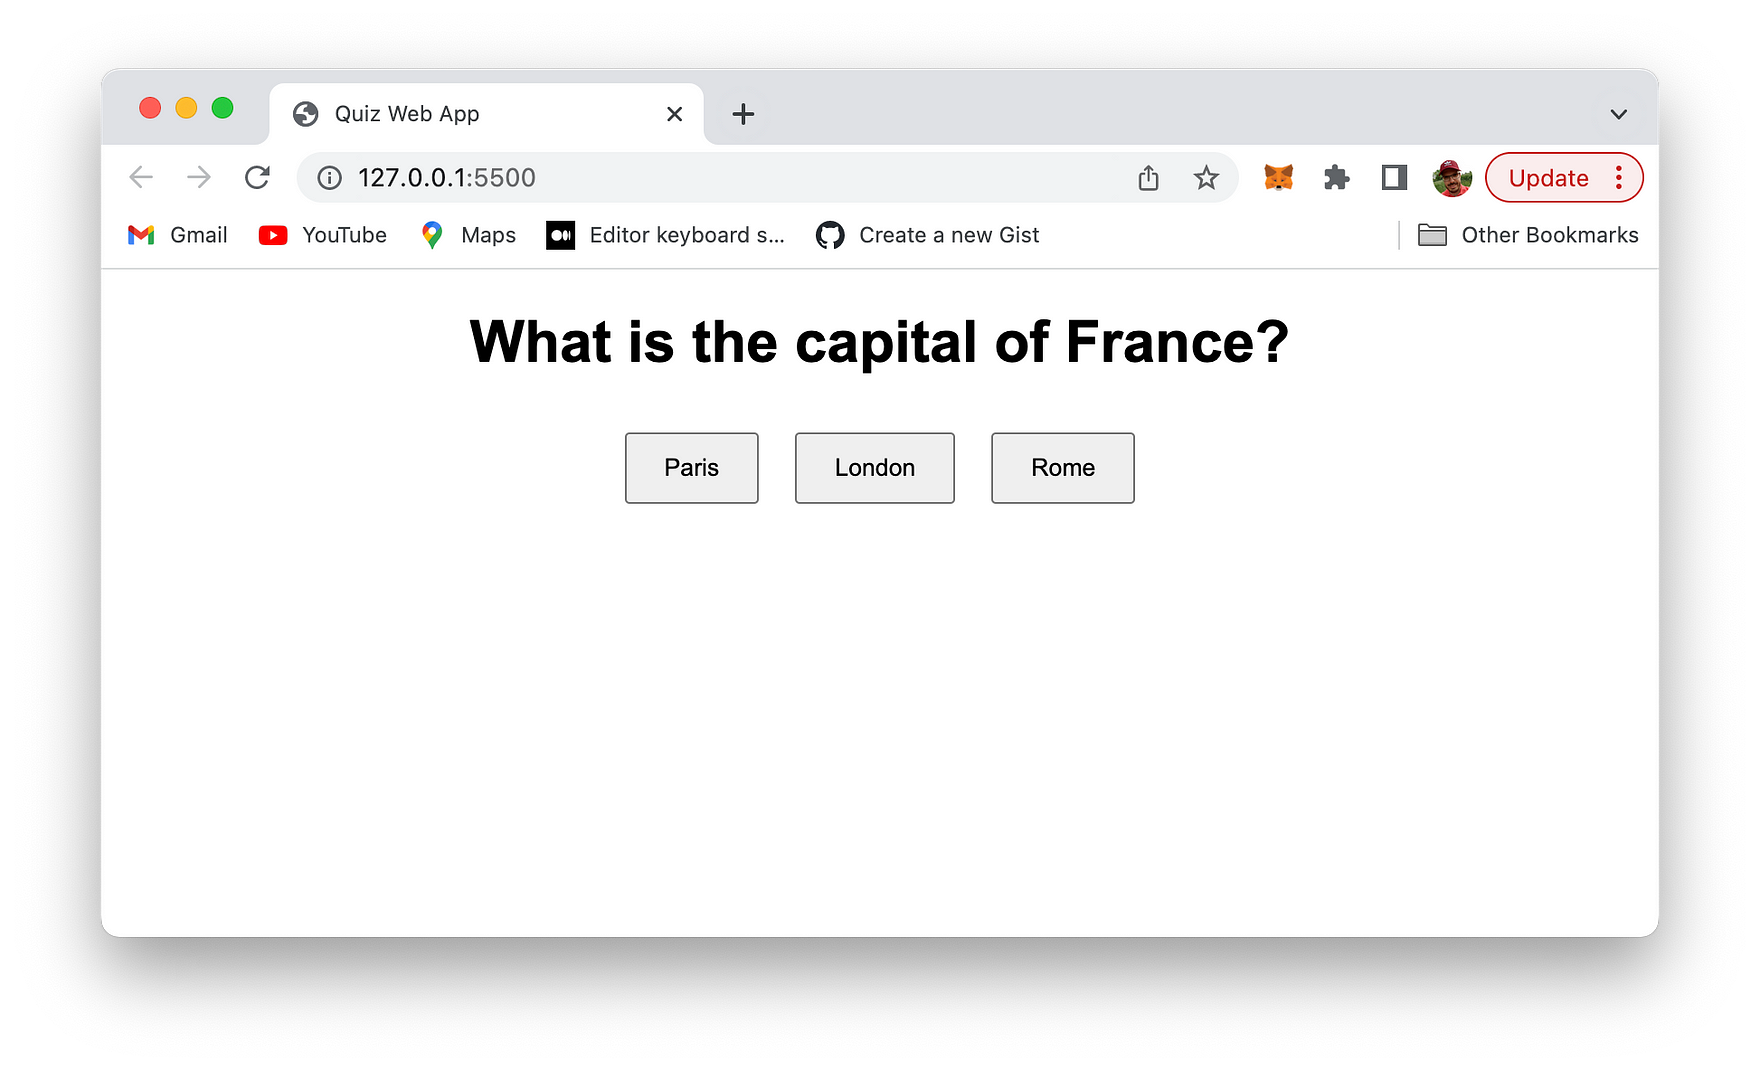 Quiz Web App
127.0.0.1:5500
Update
Gmail YouTube Maps Editor keyboard s... Create a new Gist Other Bookmarks
What is the capital of France?
Paris London Rome